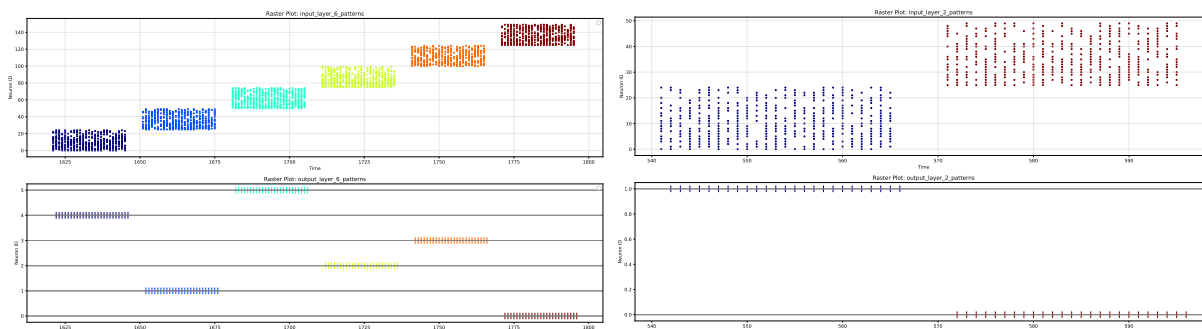 Raster Plot: input_layer_6_patterns
Neuron ID
140
120
100
80
60
40
20
0
1625 1650 1675 1700 1725 1750 1775 1800
Time
Raster Plot: output_layer_6_patterns
Neuron ID
5
4
3
2
1
0
1625 1650 1675 1700 1725 1750 1775 1800
Raster Plot: input_layer_2_patterns
Neuron ID
50
40
30
20
10
0
540 550 560 570 580 590
Time
Raster Plot: output_layer_2_patterns
Neuron ID
1.0
0.8
0.6
0.4
0.2
0.0
540 550 560 570 580 590